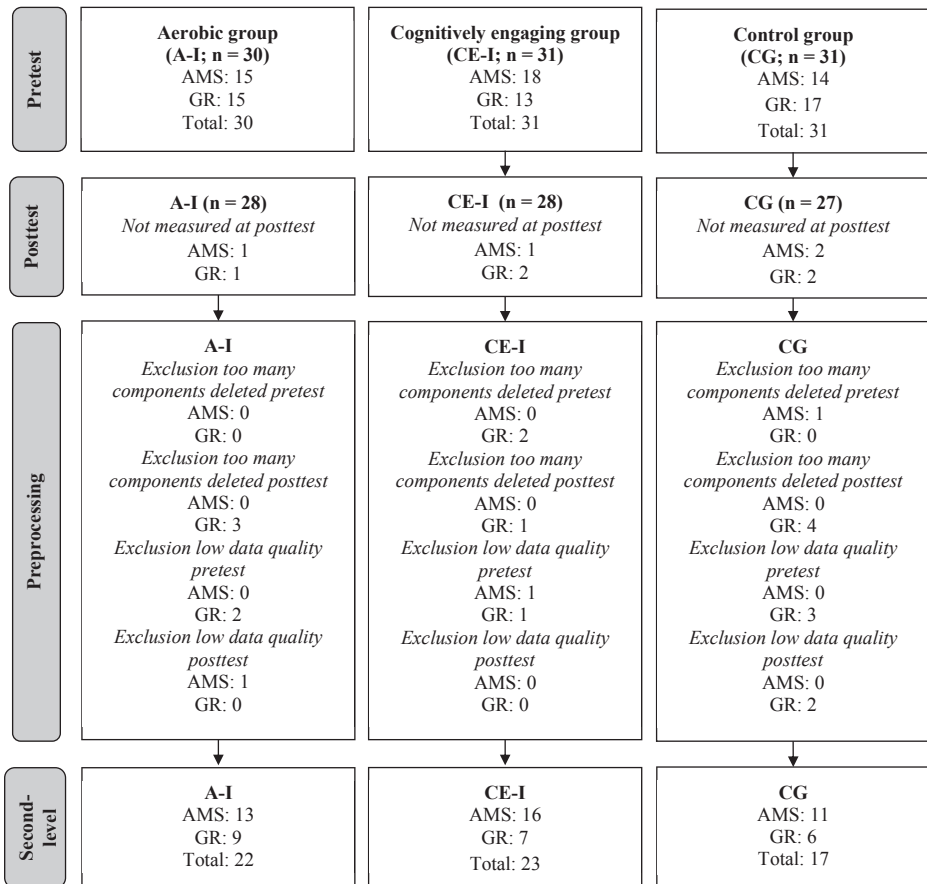 Pretest
Aerobic group
(A-I; n = 30)
AMS: 15
GR: 15
Total: 30
Cognitively engaging group
(CE-I; n = 31)
AMS: 18
GR: 13
Total: 31
Control group
(CG; n = 31)
AMS: 14
GR: 17
Total: 31
Posttest
A-I (n = 28)
Not measured at posttest
AMS: 1
GR: 1
CE-I (n = 28)
Not measured at posttest
AMS: 1
GR: 2
CG (n = 27)
Not measured at posttest
AMS: 2
GR: 2
Preprocessing
A-I
Exclusion too many
components deleted pretest
AMS: 0
GR: 0
Exclusion too many
components deleted posttest
AMS: 0
GR: 3
Exclusion low data quality
pretest
AMS: 0
GR: 2
Exclusion low data quality
posttest
AMS: 1
GR: 0
CE-I
Exclusion too many
components deleted pretest
AMS: 0
GR: 2
Exclusion too many
components deleted posttest
AMS: 0
GR: 1
Exclusion low data quality
pretest
AMS: 1
GR: 1
Exclusion low data quality
posttest
AMS: 0
GR: 0
CG
Exclusion too many
components deleted pretest
AMS: 1
GR: 0
Exclusion too many
components deleted posttest
AMS: 0
GR: 4
Exclusion low data quality
pretest
AMS: 0
GR: 3
Exclusion low data quality
posttest
AMS: 0
GR: 2
Second-
level
A-I
AMS: 13
GR: 9
Total: 22
CE-I
AMS: 16
GR: 7
Total: 23
CG
AMS: 11
GR: 6
Total: 17